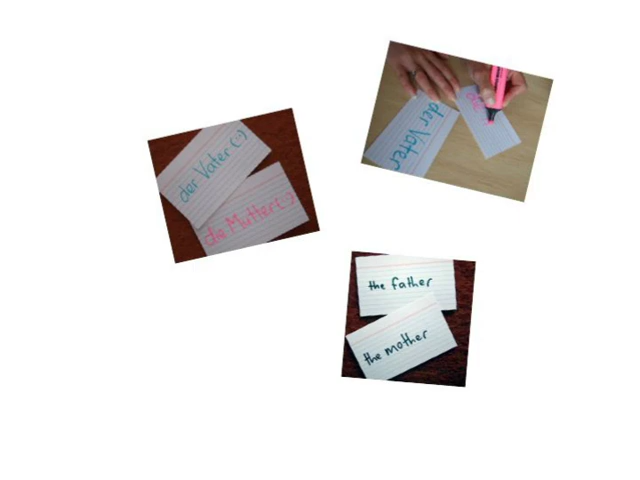 der Vater
der Vater (¨)
die Mutter (¨)
the father
the mother